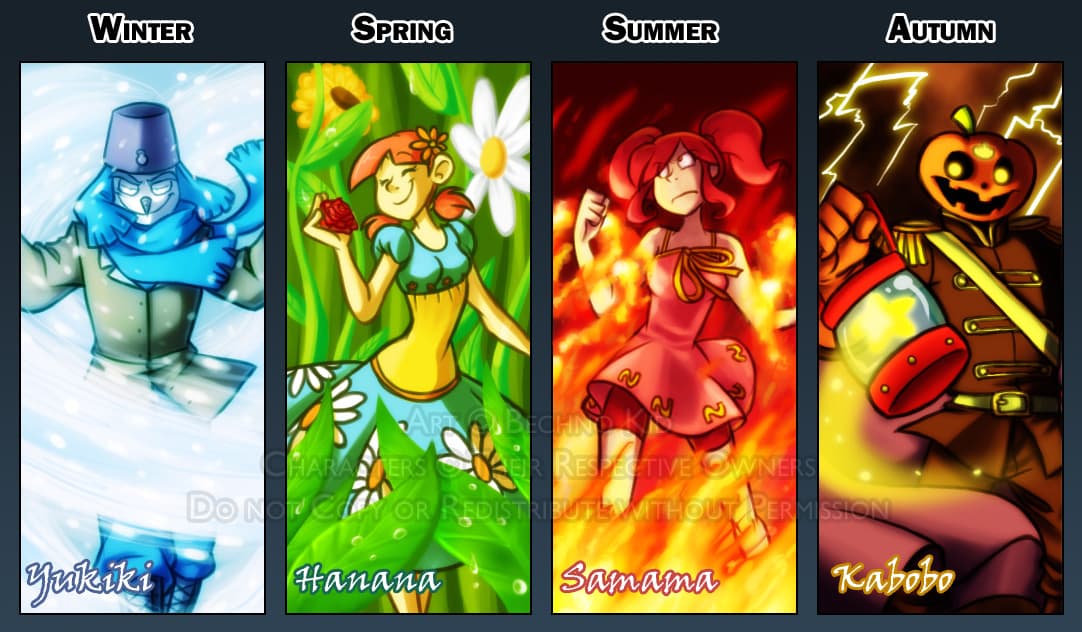 Winter Spring Summer Autumn
Art © Bechno Kid
Characters © Their Respective Owners
Do not Copy or Redistribute without Permission
Yukiki Hanana Samama Kabobo